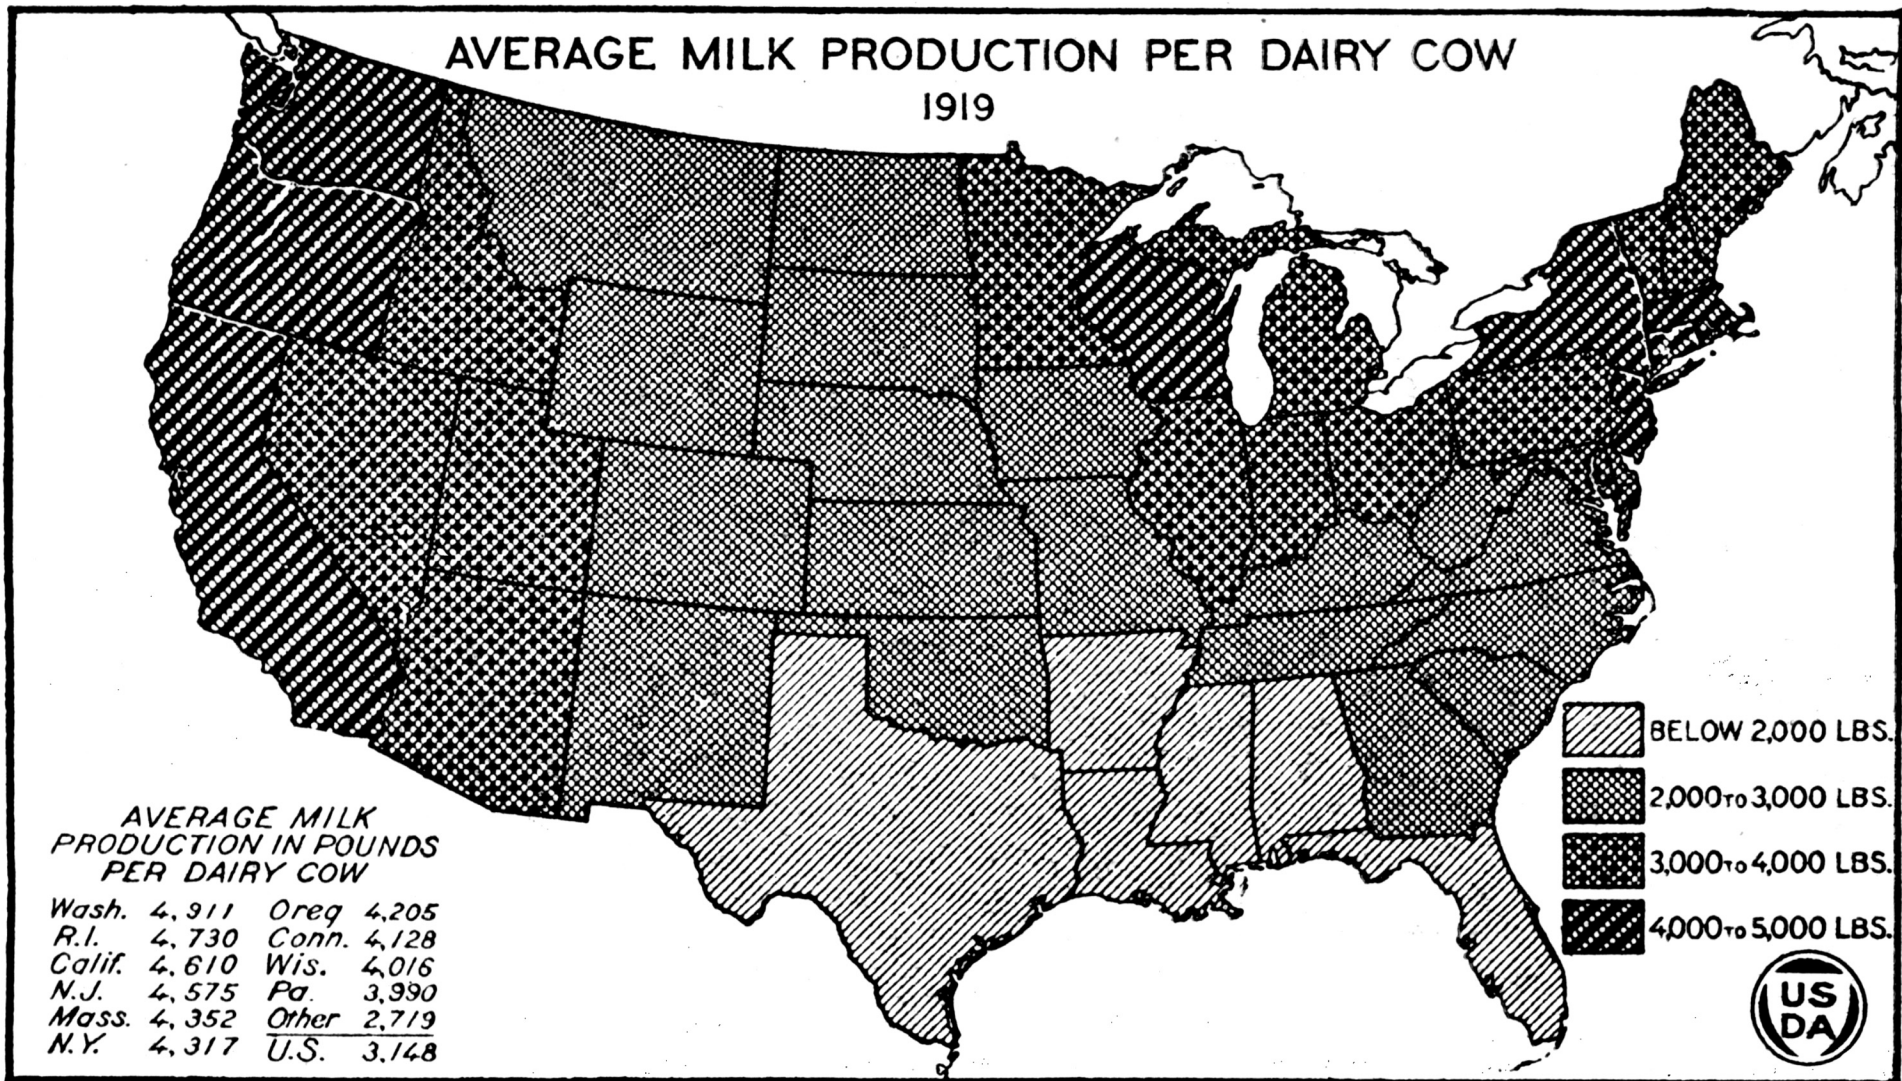 AVERAGE MILK PRODUCTION PER DAIRY COW
1919
BELOW 2,000 LBS.
2,000 TO 3,000 LBS.
3,000 TO 4,000 LBS.
4,000 TO 5,000 LBS.
AVERAGE MILK
PRODUCTION IN POUNDS
PER DAIRY COW
Wash. 4,911 Oreg 4,205
R.I. 4,730 Conn. 4,128
Calif. 4,610 Wis. 4,016
N.J. 4,575 Pa. 3,990
Mass. 4,352 Other 2,719
N.Y. 4,317 U.S. 3,148
US
DA